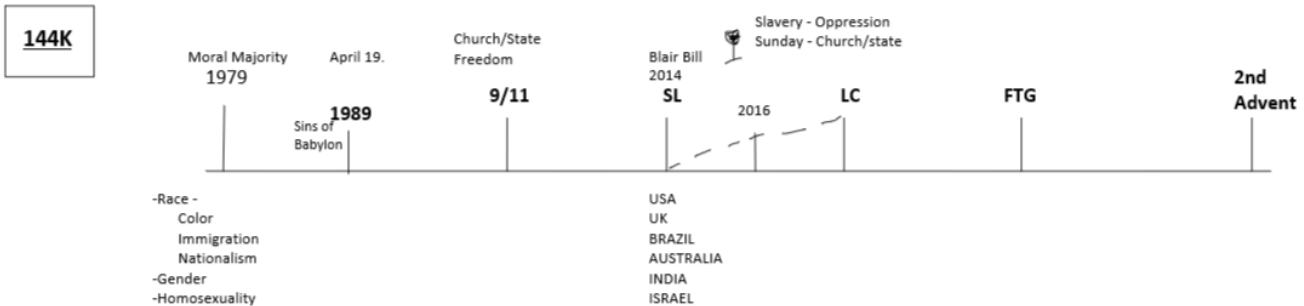 144K
Moral Majority
1979
April 19.
1989
Sins of
Babylon
Church/State
Freedom
9/11
Blair Bill
2014
SL
Slavery - Oppression
Sunday - Church/state
2016
LC
FTG
2nd
Advent
-Race -
Color
Immigration
Nationalism
-Gender
-Homosexuality
USA
UK
BRAZIL
AUSTRALIA
INDIA
ISRAEL